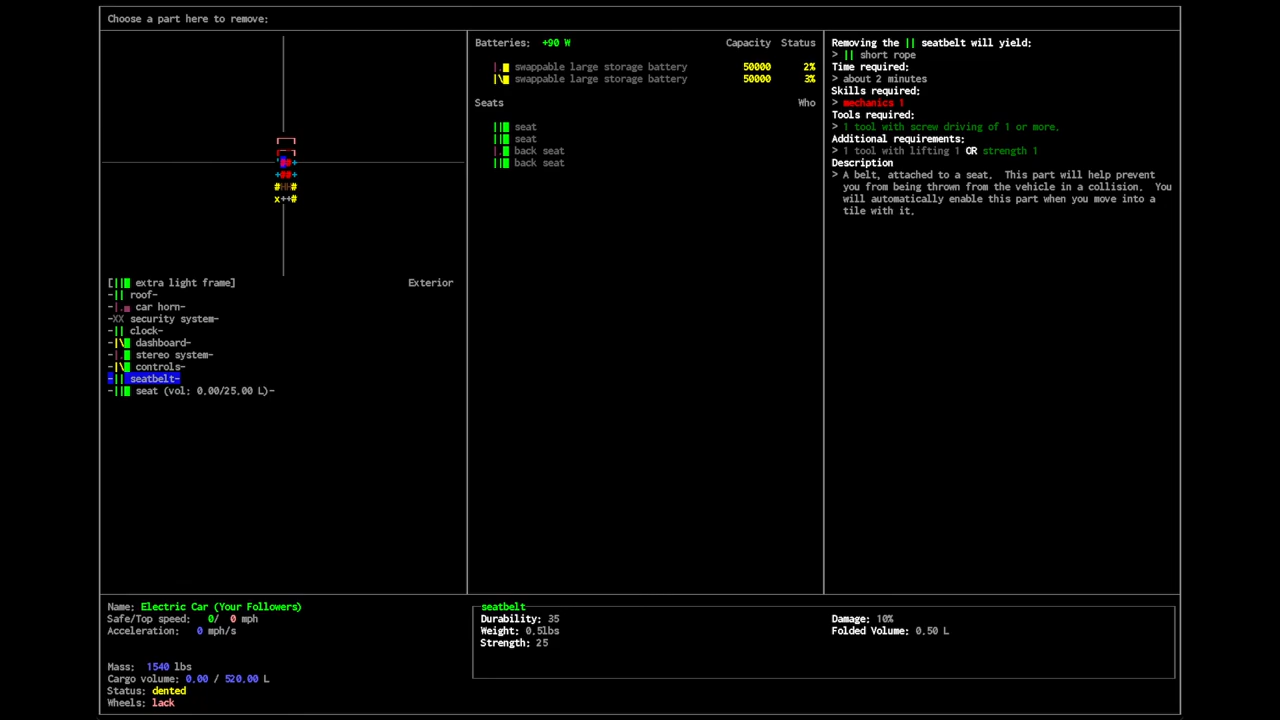 Choose a part here to remove:
Batteries: +90 W Capacity Status
|. swappable large storage battery 50000 2%
|\ swappable large storage battery 50000 3%
Seats Who
|| seat
|| seat
|. back seat
|| back seat
Removing the || seatbelt will yield:
> || short rope
Time required:
> about 2 minutes
Skills required:
> mechanics 1
Tools required:
> 1 tool with screw driving of 1 or more.
Additional requirements:
> 1 tool with lifting 1 OR strength 1
Description
> A belt, attached to a seat. This part will help prevent
you from being thrown from the vehicle in a collision. You
will automatically enable this part when you move into a
tile with it.
'##+
+##+
#HH#
x++#
[|| extra light frame] Exterior
-|| roof-
-|. car horn-
-XX security system-
-|| clock-
-|\ dashboard-
-|. stereo system-
-|\ controls-
-|| seatbelt-
-|| seat (vol: 0.00/25.00 L)-
Name: Electric Car (Your Followers)
Safe/Top speed: 0/ 0 mph
Acceleration: 0 mph/s
Mass: 1540 lbs
Cargo volume: 0.00 / 520.00 L
Status: dented
Wheels: lack
seatbelt
Durability: 35
Weight: 0.5lbs
Strength: 25
Damage: 10%
Folded Volume: 0.50 L